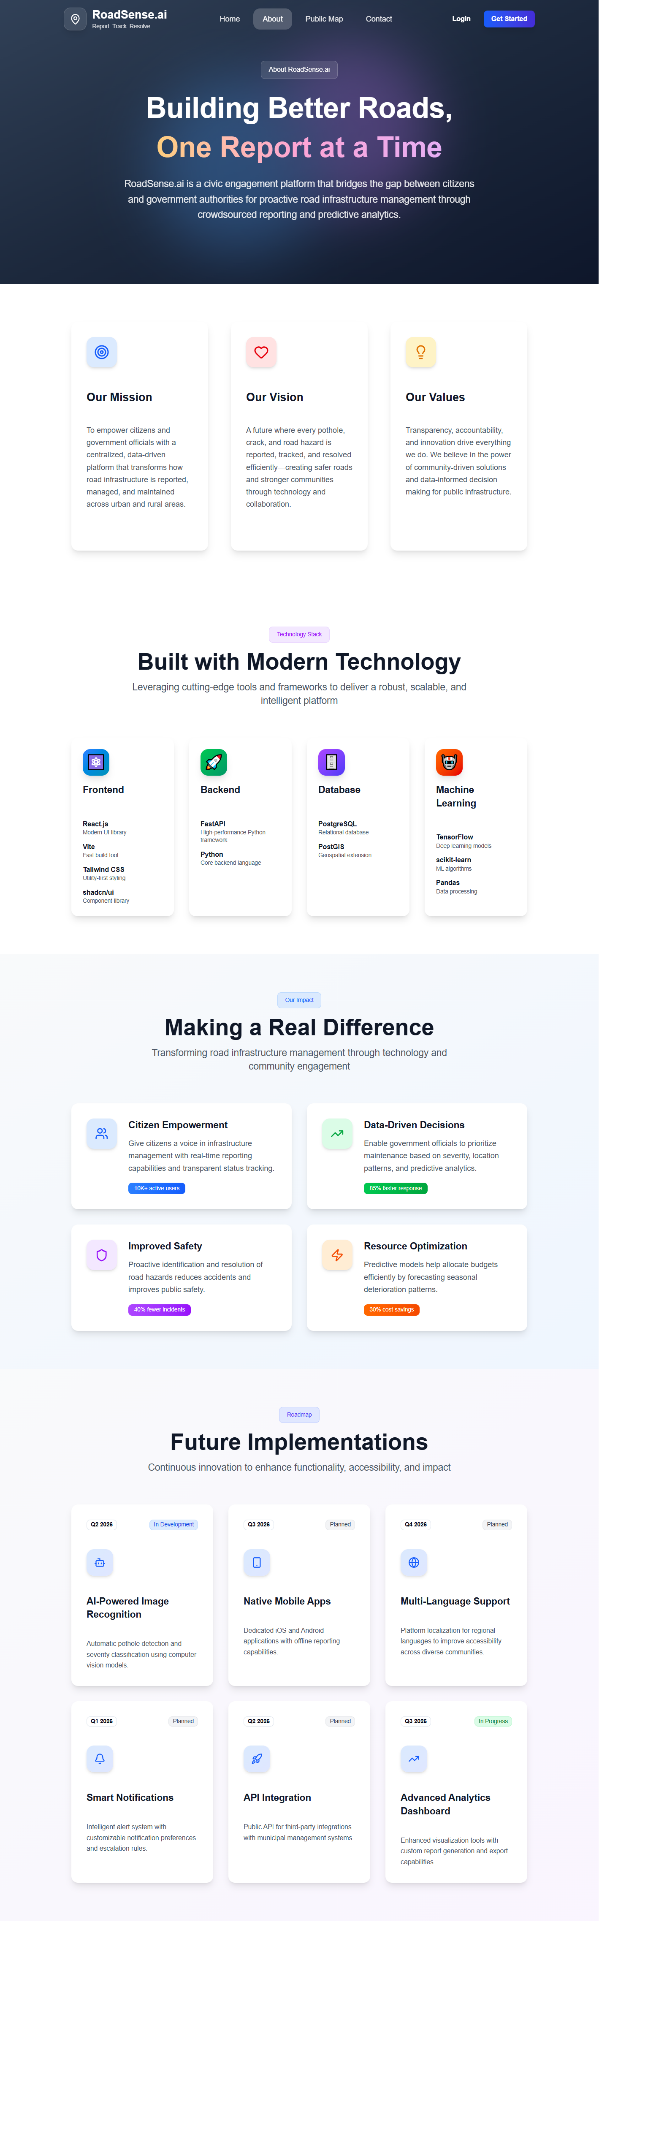 RoadSense.ai
Report Track Resolve
Home
About
Public Map
Contact
Login
Get Started
About RoadSense.ai
Building Better Roads,
One Report at a Time
RoadSense.ai is a civic engagement platform that bridges the gap between citizens
and government authorities for proactive road infrastructure management through
crowdsourced reporting and predictive analytics.
Our Mission
To empower citizens and
government officials with a
centralized, data-driven
platform that transforms how
road infrastructure is reported,
managed, and maintained
across urban and rural areas.
Our Vision
A future where every pothole,
crack, and road hazard is
reported, tracked, and resolved
efficiently—creating safer roads
and stronger communities
through technology and
collaboration.
Our Values
Transparency, accountability,
and innovation drive everything
we do. We believe in the power
of community-driven solutions
and data-informed decision
making for public infrastructure.
Technology Stack
Built with Modern Technology
Leveraging cutting-edge tools and frameworks to deliver a robust, scalable, and
intelligent platform
Frontend
React.js
Modern UI library
Vite
Fast build tool
Tailwind CSS
Utility-first styling
shadcn/ui
Component library
Backend
FastAPI
High-performance Python
framework
Python
Core backend language
Database
PostgreSQL
Relational database
PostGIS
Geospatial extension
Machine
Learning
TensorFlow
Deep learning models
scikit-learn
ML algorithms
Pandas
Data processing
Our Impact
Making a Real Difference
Transforming road infrastructure management through technology and
community engagement
Citizen Empowerment
Give citizens a voice in infrastructure
management with real-time reporting
capabilities and transparent status tracking.
10K+ active users
Data-Driven Decisions
Enable government officials to prioritize
maintenance based on severity, location
patterns, and predictive analytics.
65% faster response
Improved Safety
Proactive identification and resolution of
road hazards reduces accidents and
improves public safety.
40% fewer incidents
Resource Optimization
Predictive models help allocate budgets
efficiently by forecasting seasonal
deterioration patterns.
30% cost savings
Roadmap
Future Implementations
Continuous innovation to enhance functionality, accessibility, and impact
Q2 2026
In Development
AI-Powered Image
Recognition
Automatic pothole detection and
severity classification using computer
vision models.
Q3 2026
Planned
Native Mobile Apps
Dedicated iOS and Android
applications with offline reporting
capabilities.
Q4 2026
Planned
Multi-Language Support
Platform localization for regional
languages to improve accessibility
across diverse communities.
Q1 2026
Planned
Smart Notifications
Intelligent alert system with
customizable notification preferences
and escalation rules.
Q2 2026
Planned
API Integration
Public API for third-party integrations
with municipal management systems.
Q3 2026
In Progress
Advanced Analytics
Dashboard
Enhanced visualization tools with
custom report generation and export
capabilities.